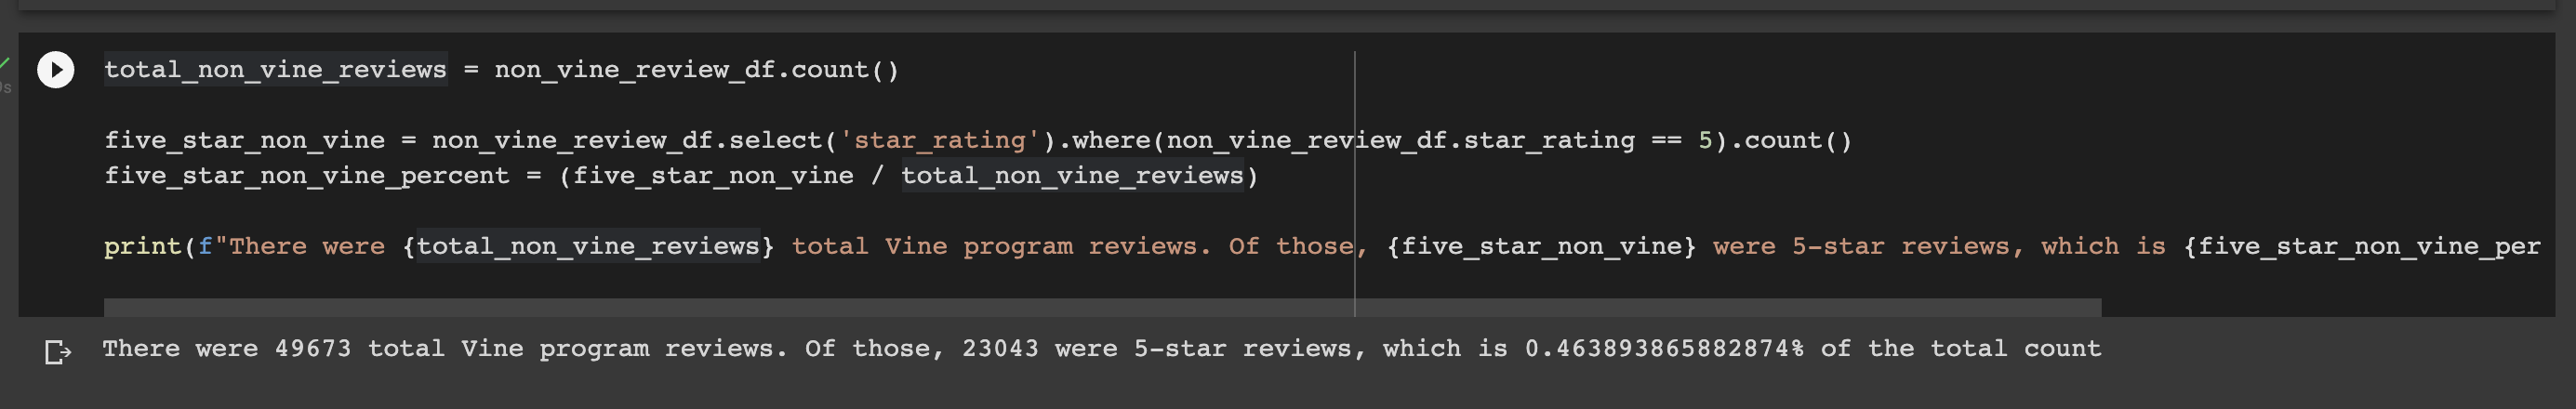 total_non_vine_reviews = non_vine_review_df.count()
five_star_non_vine = non_vine_review_df.select('star_rating').where(non_vine_review_df.star_rating == 5).count()
five_star_non_vine_percent = (five_star_non_vine / total_non_vine_reviews)
print(f"There were {total_non_vine_reviews} total Vine program reviews. Of those, {five_star_non_vine} were 5-star reviews, which is {five_star_non_vine_per
There were 49673 total Vine program reviews. Of those, 23043 were 5-star reviews, which is 0.463893865882874% of the total count